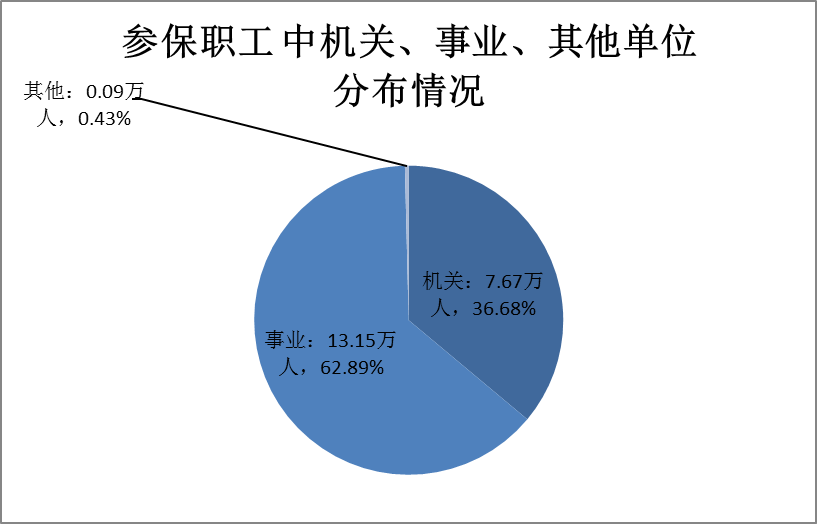 参保职工中机关、事业、其他单位
分布情况
其他：0.09万
人，0.43%
机关：7.67万
人，36.68%
事业：13.15万
人，62.89%